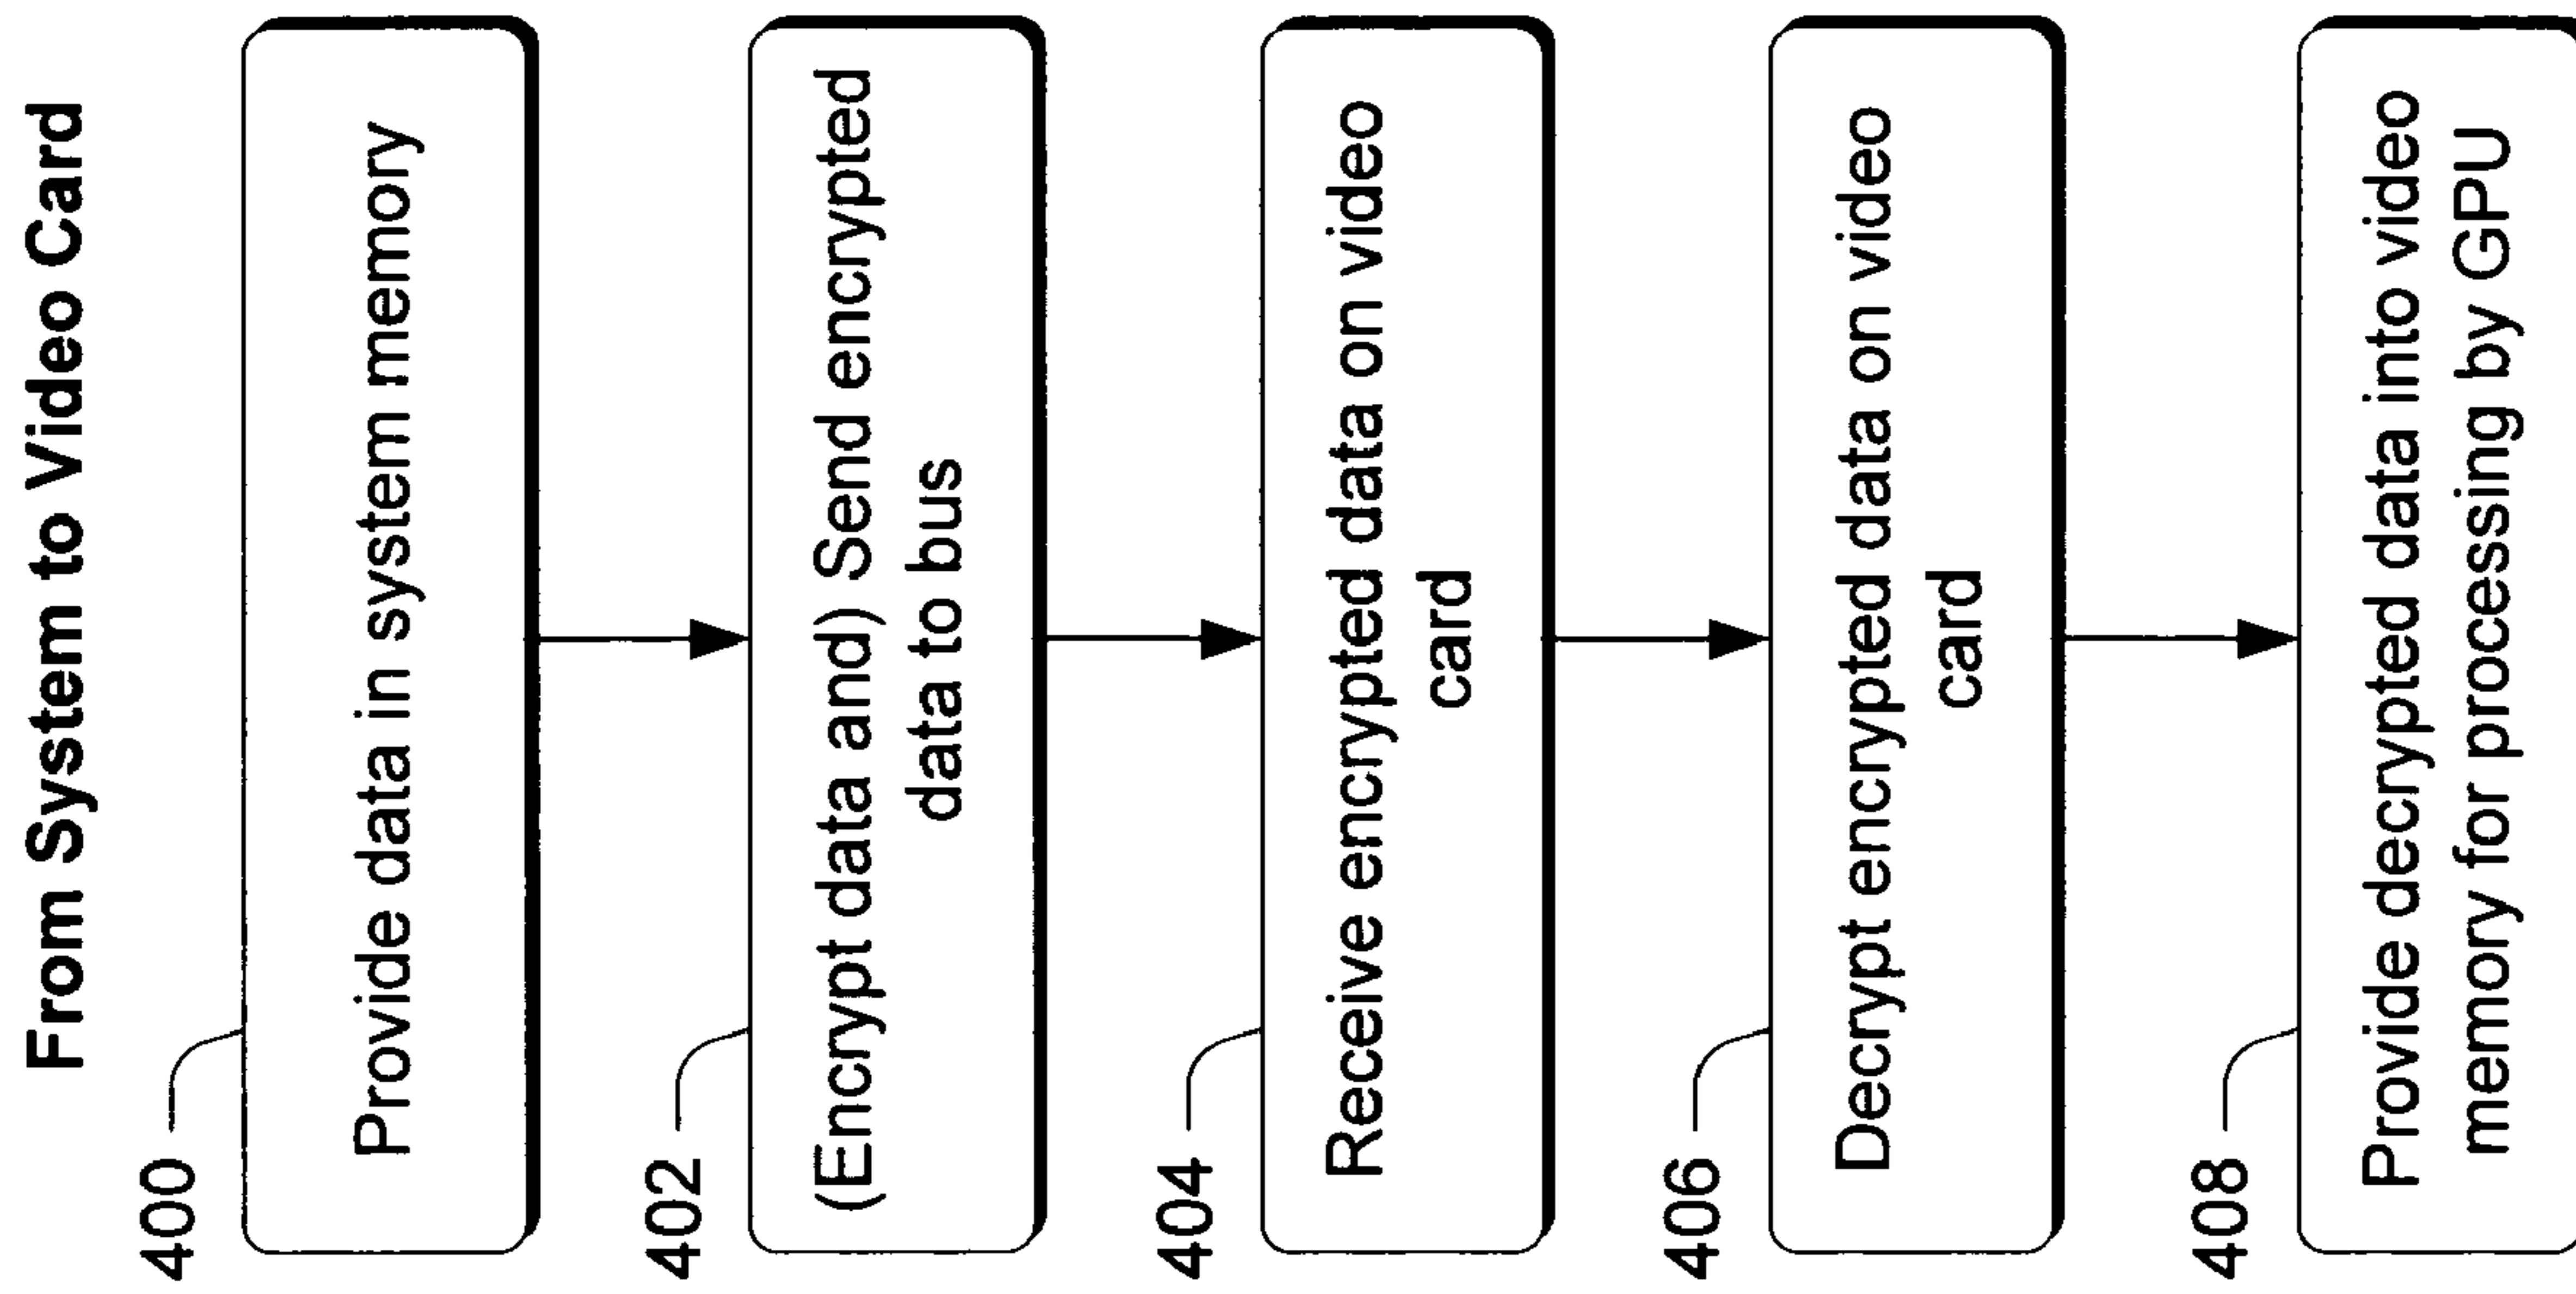 From System to Video Card
400
Provide data in system memory
402
(Encrypt data and) Send encrypted
data to bus
404
Receive encrypted data on video
card
406
Decrypt encrypted data on video
card
408
Provide decrypted data into video
memory for processing by GPU